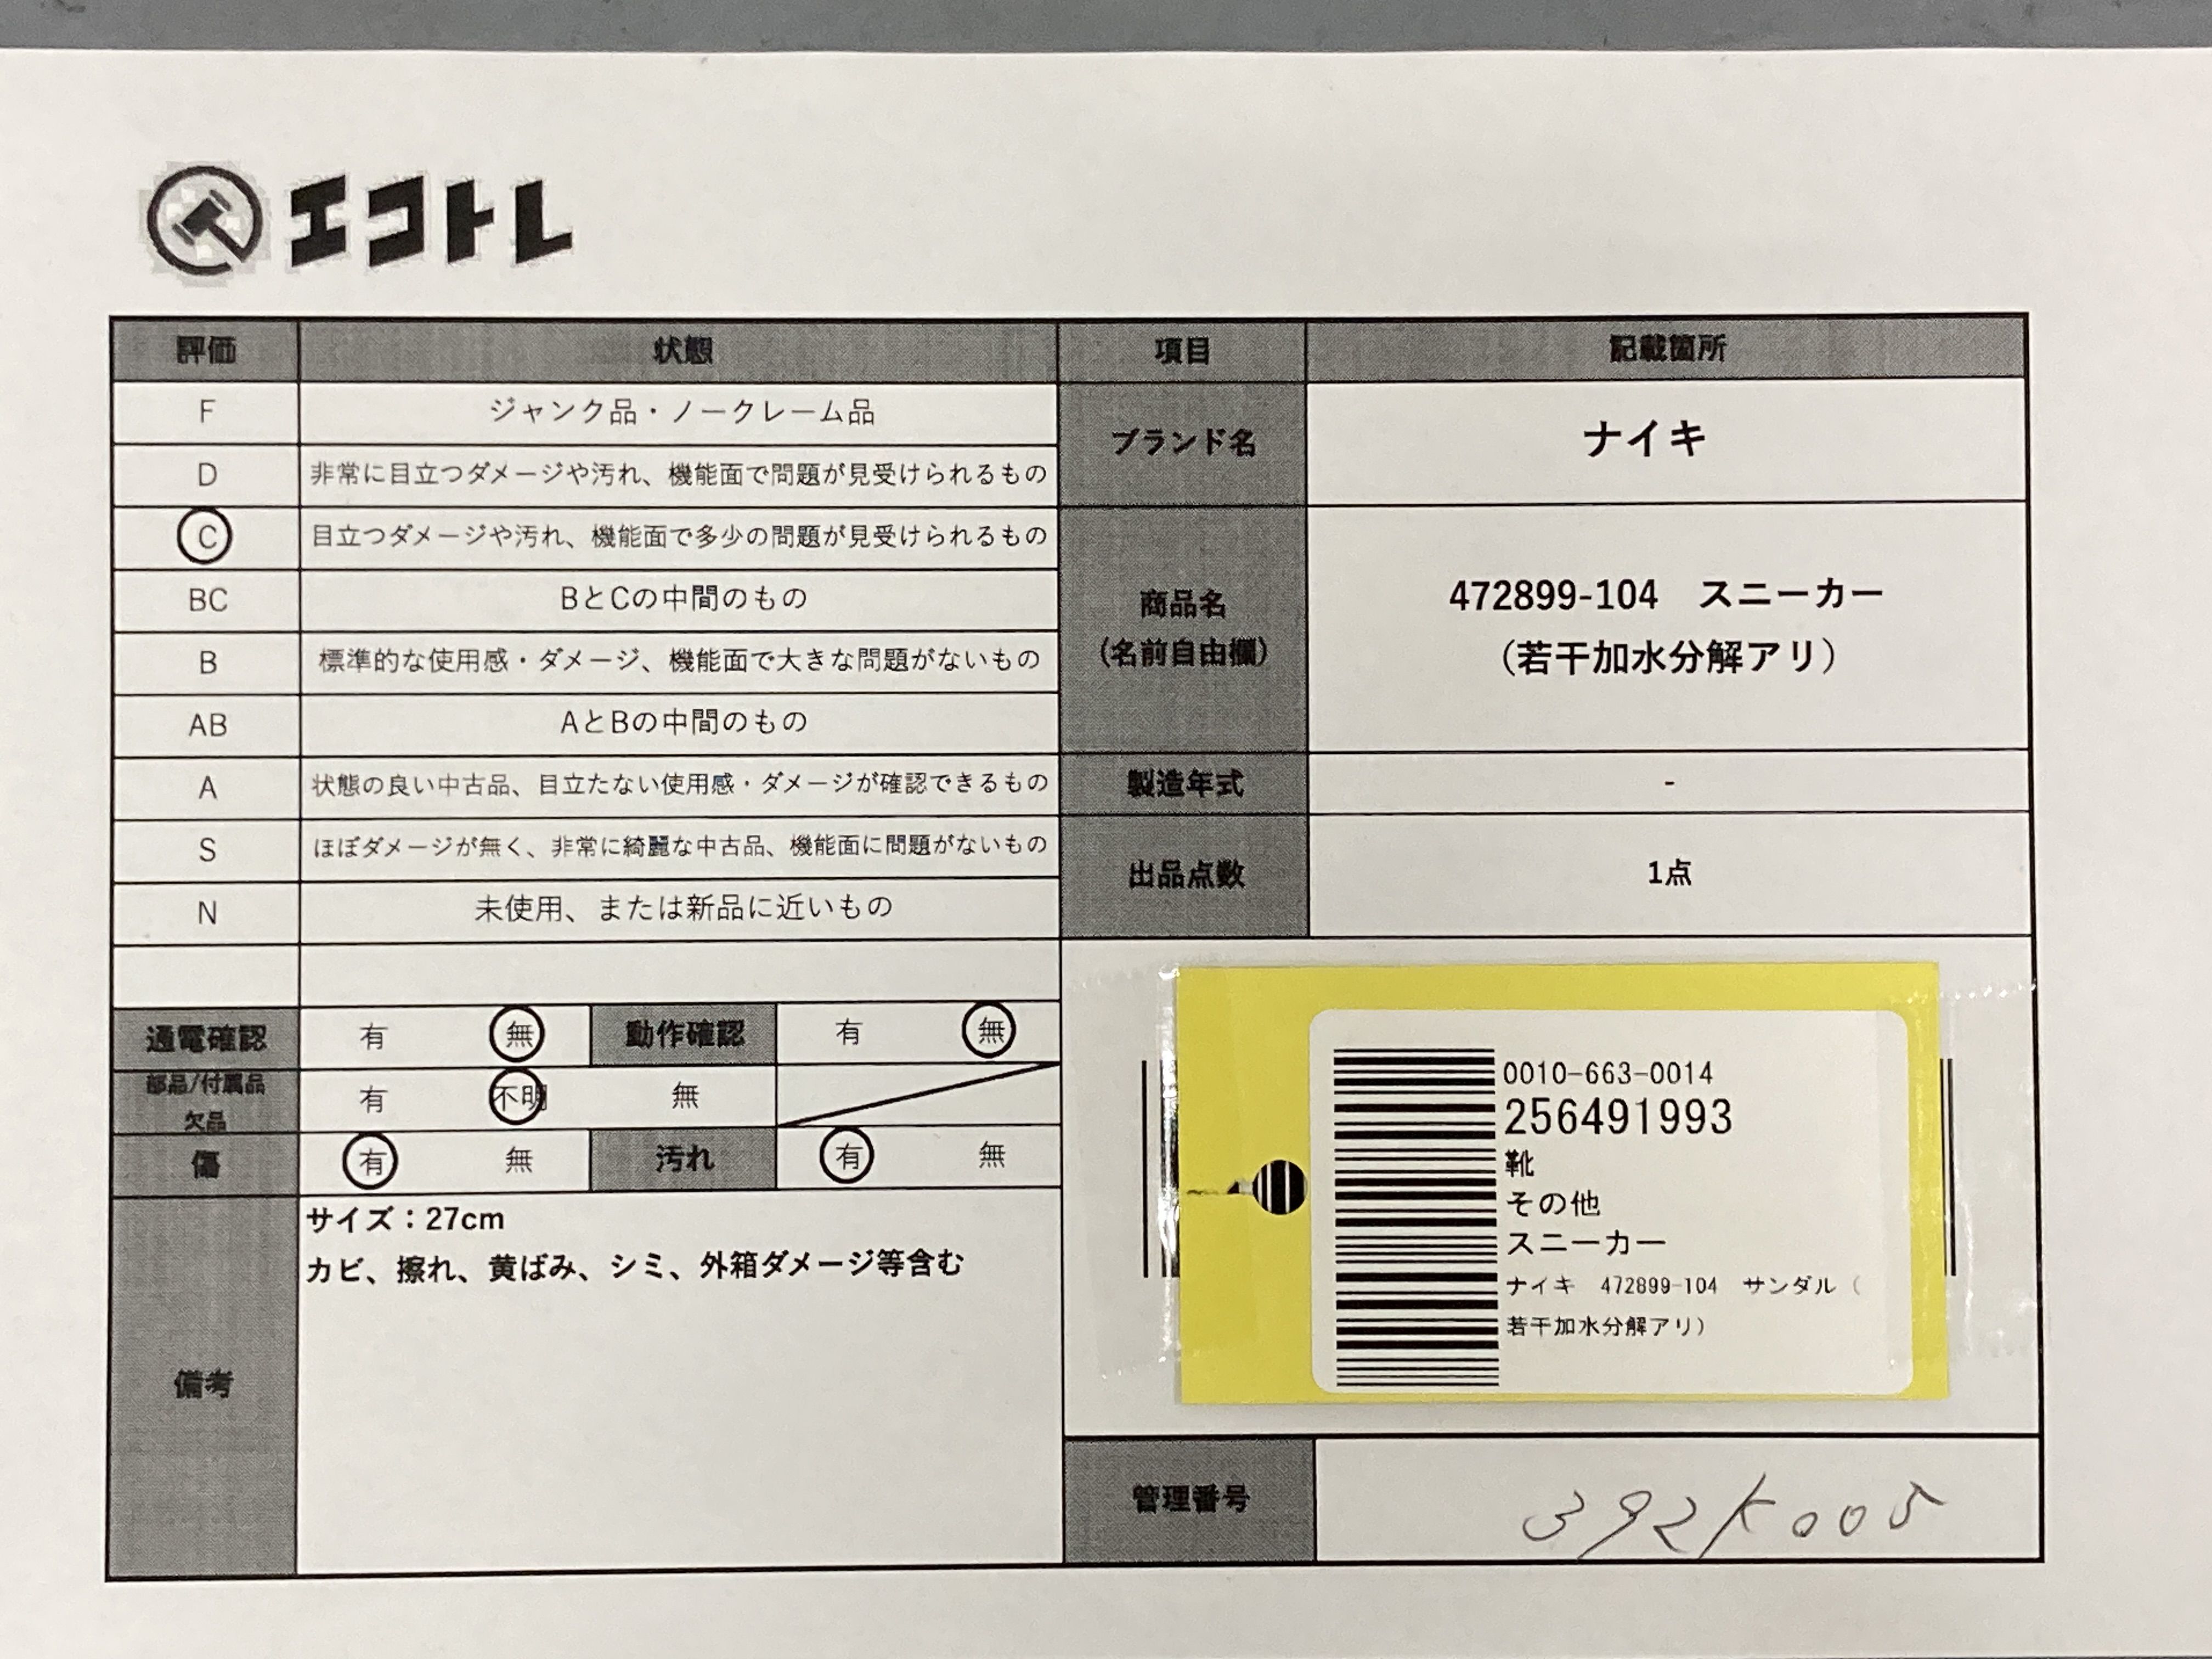 エコトレ
評価 状態 項目 記載箇所
F ジャンク品・ノークレーム品
D 非常に目立つダメージや汚れ、機能面で問題が見受けられるもの
ブランド名 ナイキ
C 目立つダメージや汚れ、機能面で多少の問題が見受けられるもの
BC BとCの中間のもの
B 標準的な使用感・ダメージ、機能面で大きな問題がないもの
AB AとBの中間のもの
商品名
(名前自由欄)
472899-104 スニーカー
（若干加水分解アリ）
A 状態の良い中古品、目立たない使用感・ダメージが確認できるもの
製造年式 -
S ほぼダメージが無く、非常に綺麗な中古品、機能面に問題がないもの
N 未使用、または新品に近いもの
出品点数 1点
通電確認 有 無 動作確認 有 無
部品/付属品
欠品
有 不明 無
傷 有 無 汚れ 有 無
備考
サイズ：27cm
カビ、擦れ、黄ばみ、シミ、外箱ダメージ等含む
0010-663-0014
256491993
靴
その他
スニーカー
ナイキ 472899-104 サンダル（
若干加水分解アリ）
管理番号 392K005